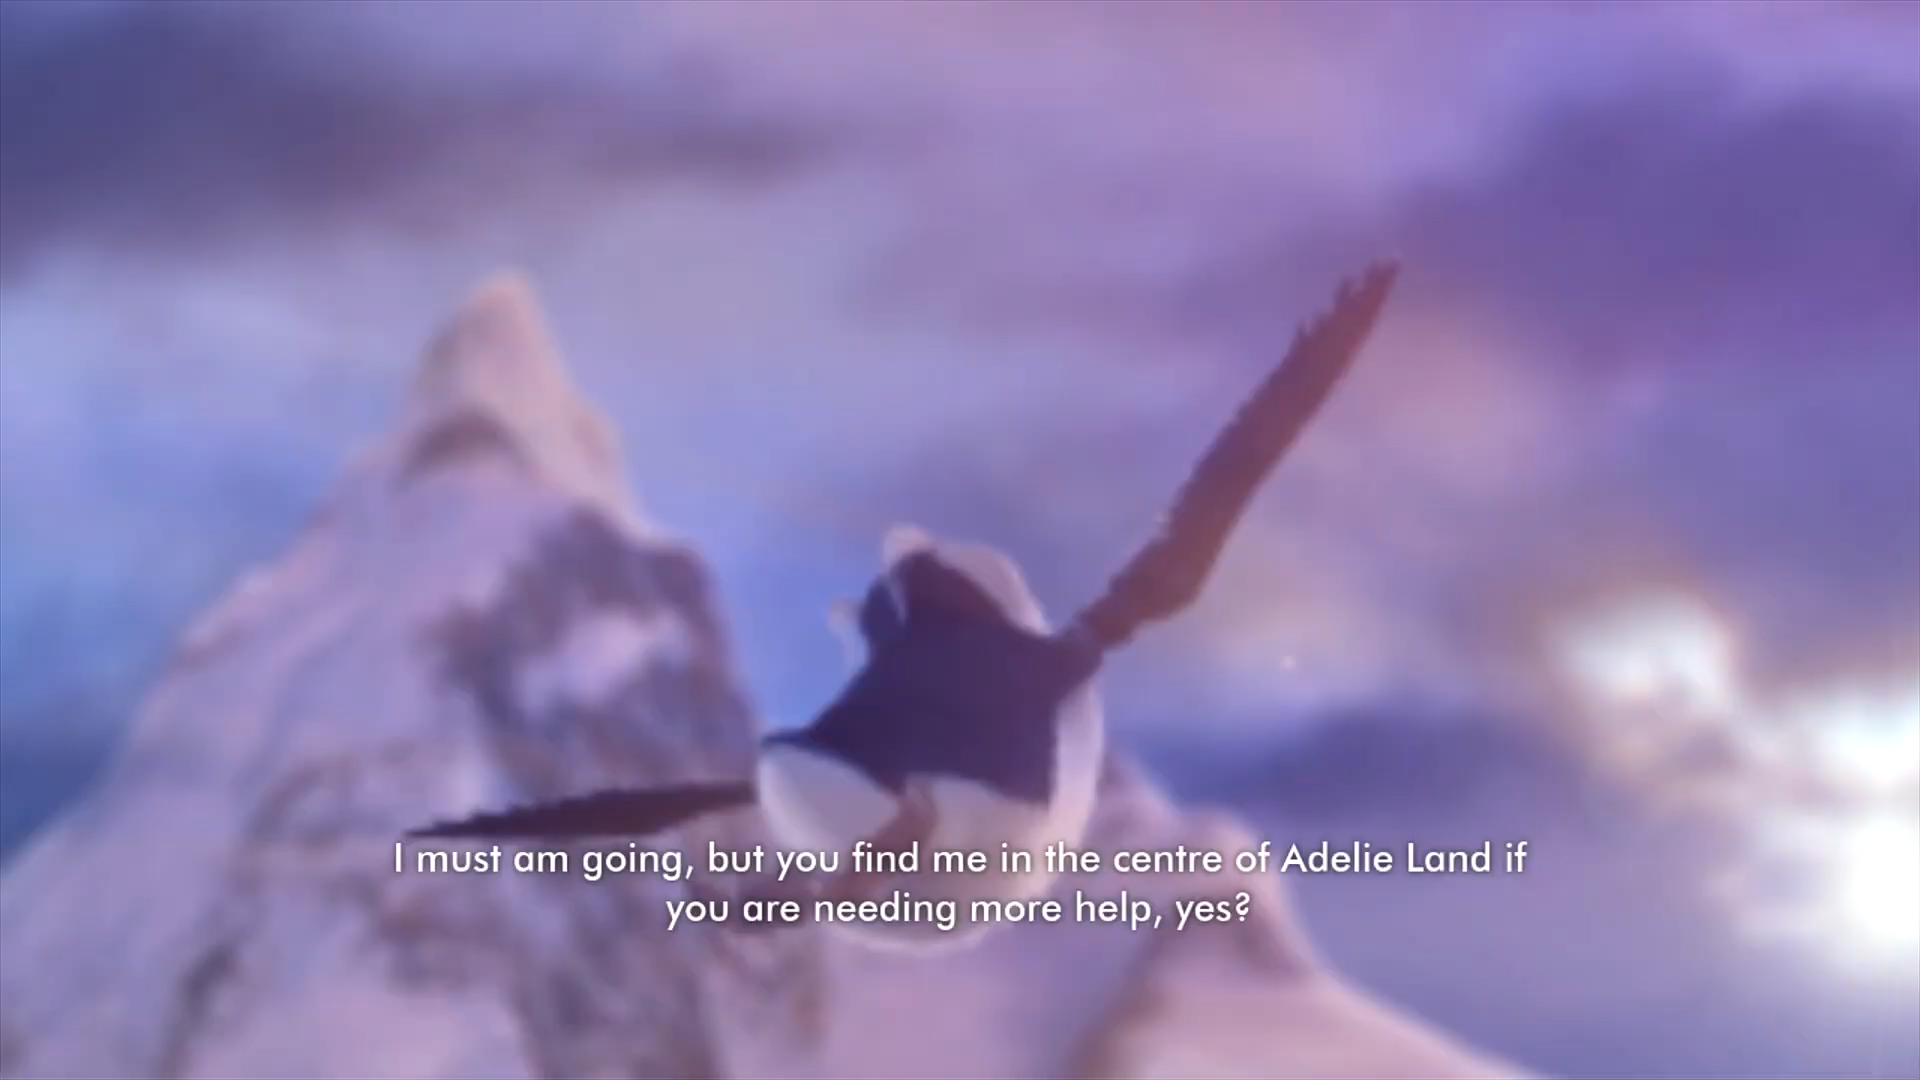 I must am going, but you find me in the centre of Adelie Land if
you are needing more help, yes?